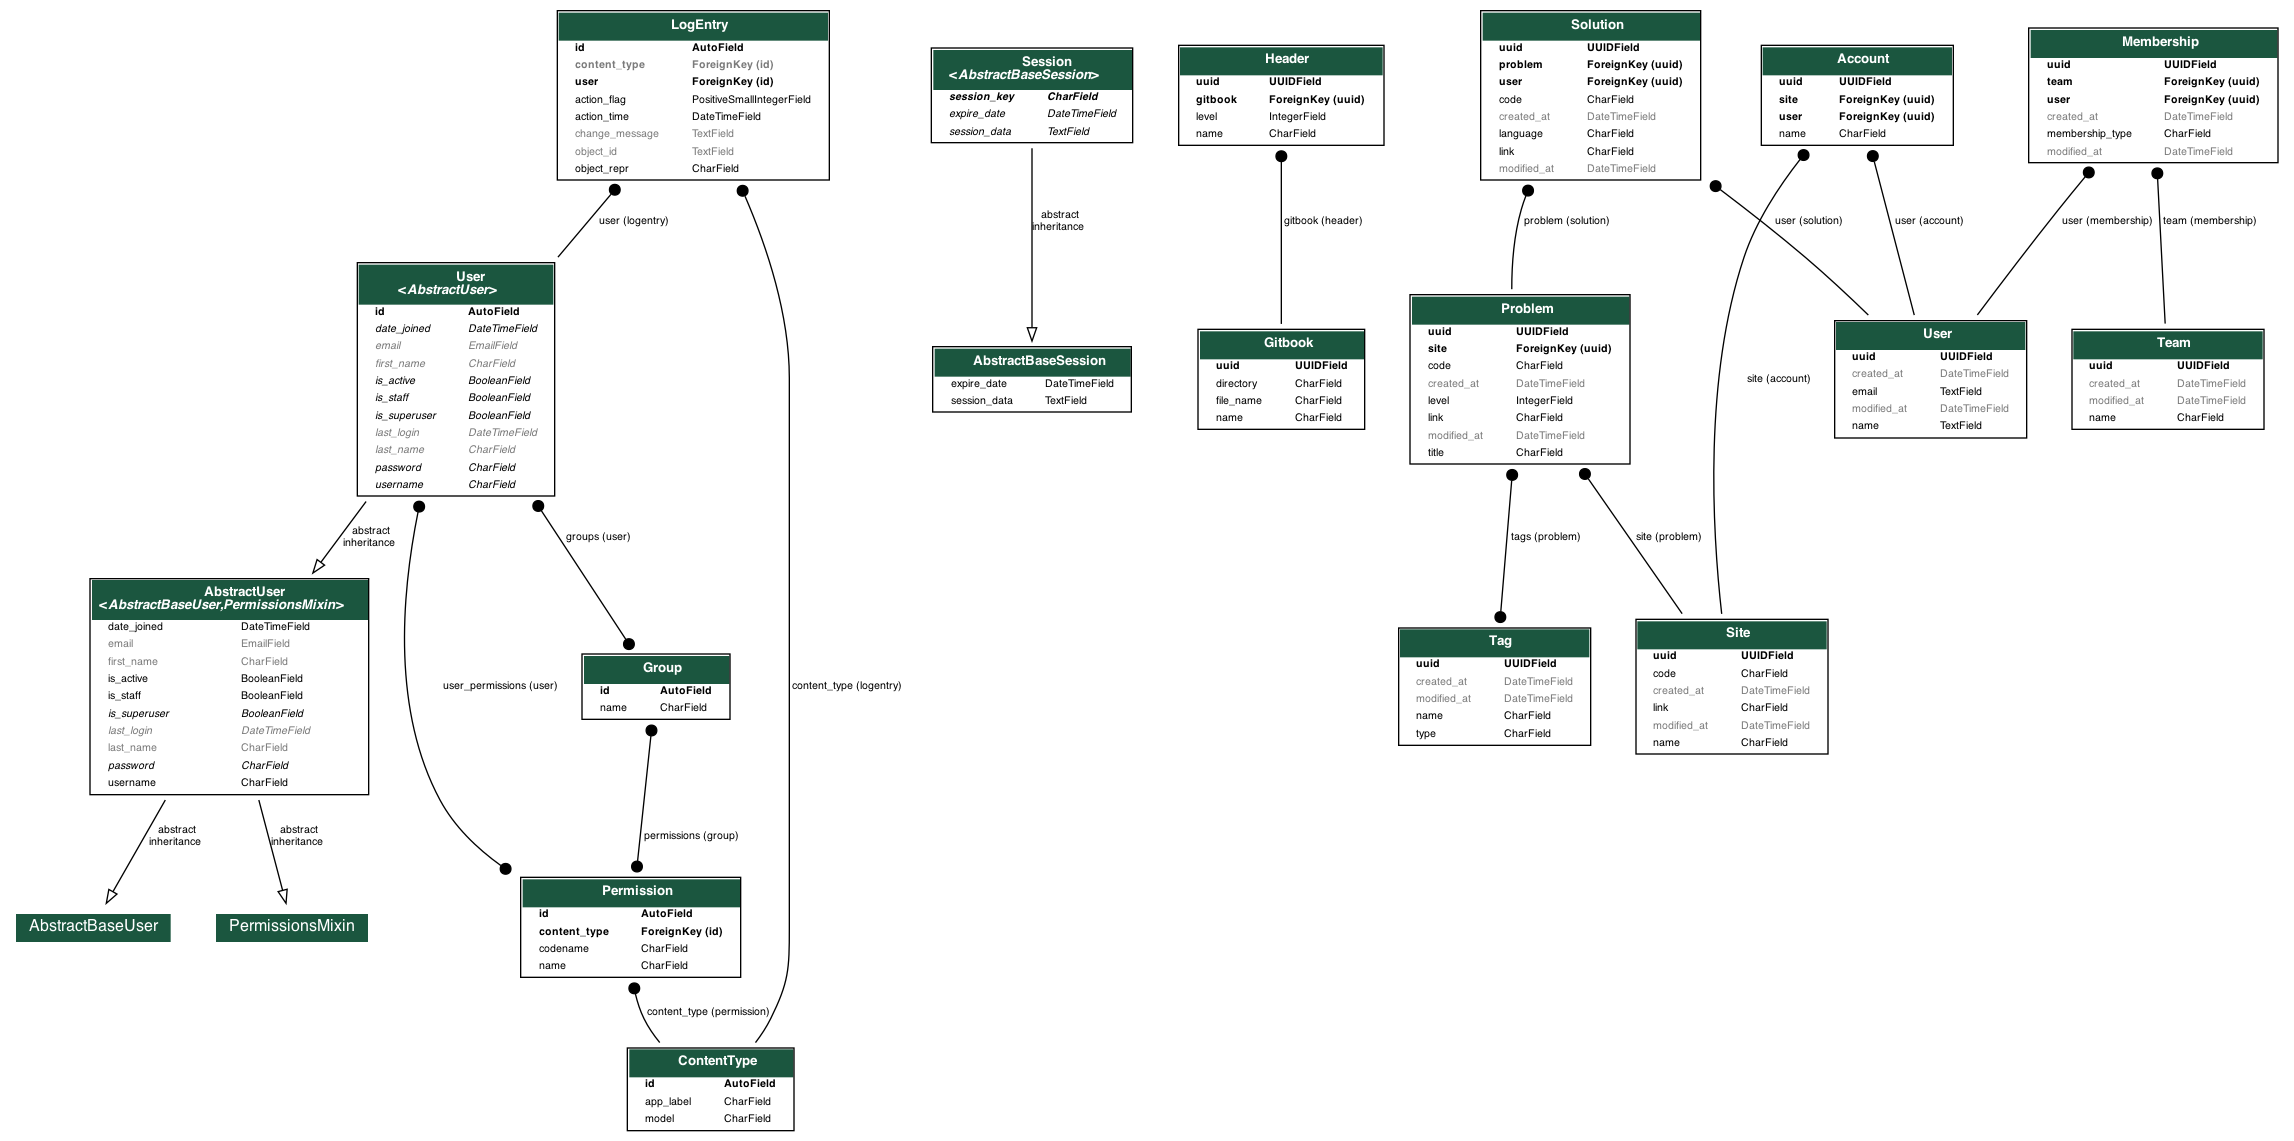 LogEntry
id AutoField
content_type ForeignKey (id)
user ForeignKey (id)
action_flag PositiveSmallIntegerField
action_time DateTimeField
change_message TextField
object_id TextField
object_repr CharField
Session
<AbstractBaseSession>
session_key CharField
expire_date DateTimeField
session_data TextField
Header
uuid UUIDField
gitbook ForeignKey (uuid)
level IntegerField
name CharField
Solution
uuid UUIDField
problem ForeignKey (uuid)
user ForeignKey (uuid)
code CharField
created_at DateTimeField
language CharField
link CharField
modified_at DateTimeField
Account
uuid UUIDField
site ForeignKey (uuid)
user ForeignKey (uuid)
name CharField
Membership
uuid UUIDField
team ForeignKey (uuid)
user ForeignKey (uuid)
created_at DateTimeField
membership_type CharField
modified_at DateTimeField
user (logentry)
abstract
inheritance
gitbook (header)
problem (solution)
user (solution)
user (account)
user (membership)
team (membership)
User
<AbstractUser>
id AutoField
date_joined DateTimeField
email EmailField
first_name CharField
is_active BooleanField
is_staff BooleanField
is_superuser BooleanField
last_login DateTimeField
last_name CharField
password CharField
username CharField
AbstractBaseSession
expire_date DateTimeField
session_data TextField
Gitbook
uuid UUIDField
directory CharField
file_name CharField
name CharField
Problem
uuid UUIDField
site ForeignKey (uuid)
code CharField
created_at DateTimeField
level IntegerField
link CharField
modified_at DateTimeField
title CharField
site (account)
User
uuid UUIDField
created_at DateTimeField
email TextField
modified_at DateTimeField
name TextField
Team
uuid UUIDField
created_at DateTimeField
modified_at DateTimeField
name CharField
abstract
inheritance
groups (user)
tags (problem)
site (problem)
AbstractUser
<AbstractBaseUser,PermissionsMixin>
date_joined DateTimeField
email EmailField
first_name CharField
is_active BooleanField
is_staff BooleanField
is_superuser BooleanField
last_login DateTimeField
last_name CharField
password CharField
username CharField
user_permissions (user)
Group
id AutoField
name CharField
content_type (logentry)
Tag
uuid UUIDField
created_at DateTimeField
modified_at DateTimeField
name CharField
type CharField
Site
uuid UUIDField
code CharField
created_at DateTimeField
link CharField
modified_at DateTimeField
name CharField
abstract
inheritance
abstract
inheritance
permissions (group)
AbstractBaseUser
PermissionsMixin
Permission
id AutoField
content_type ForeignKey (id)
codename CharField
name CharField
content_type (permission)
ContentType
id AutoField
app_label CharField
model CharField